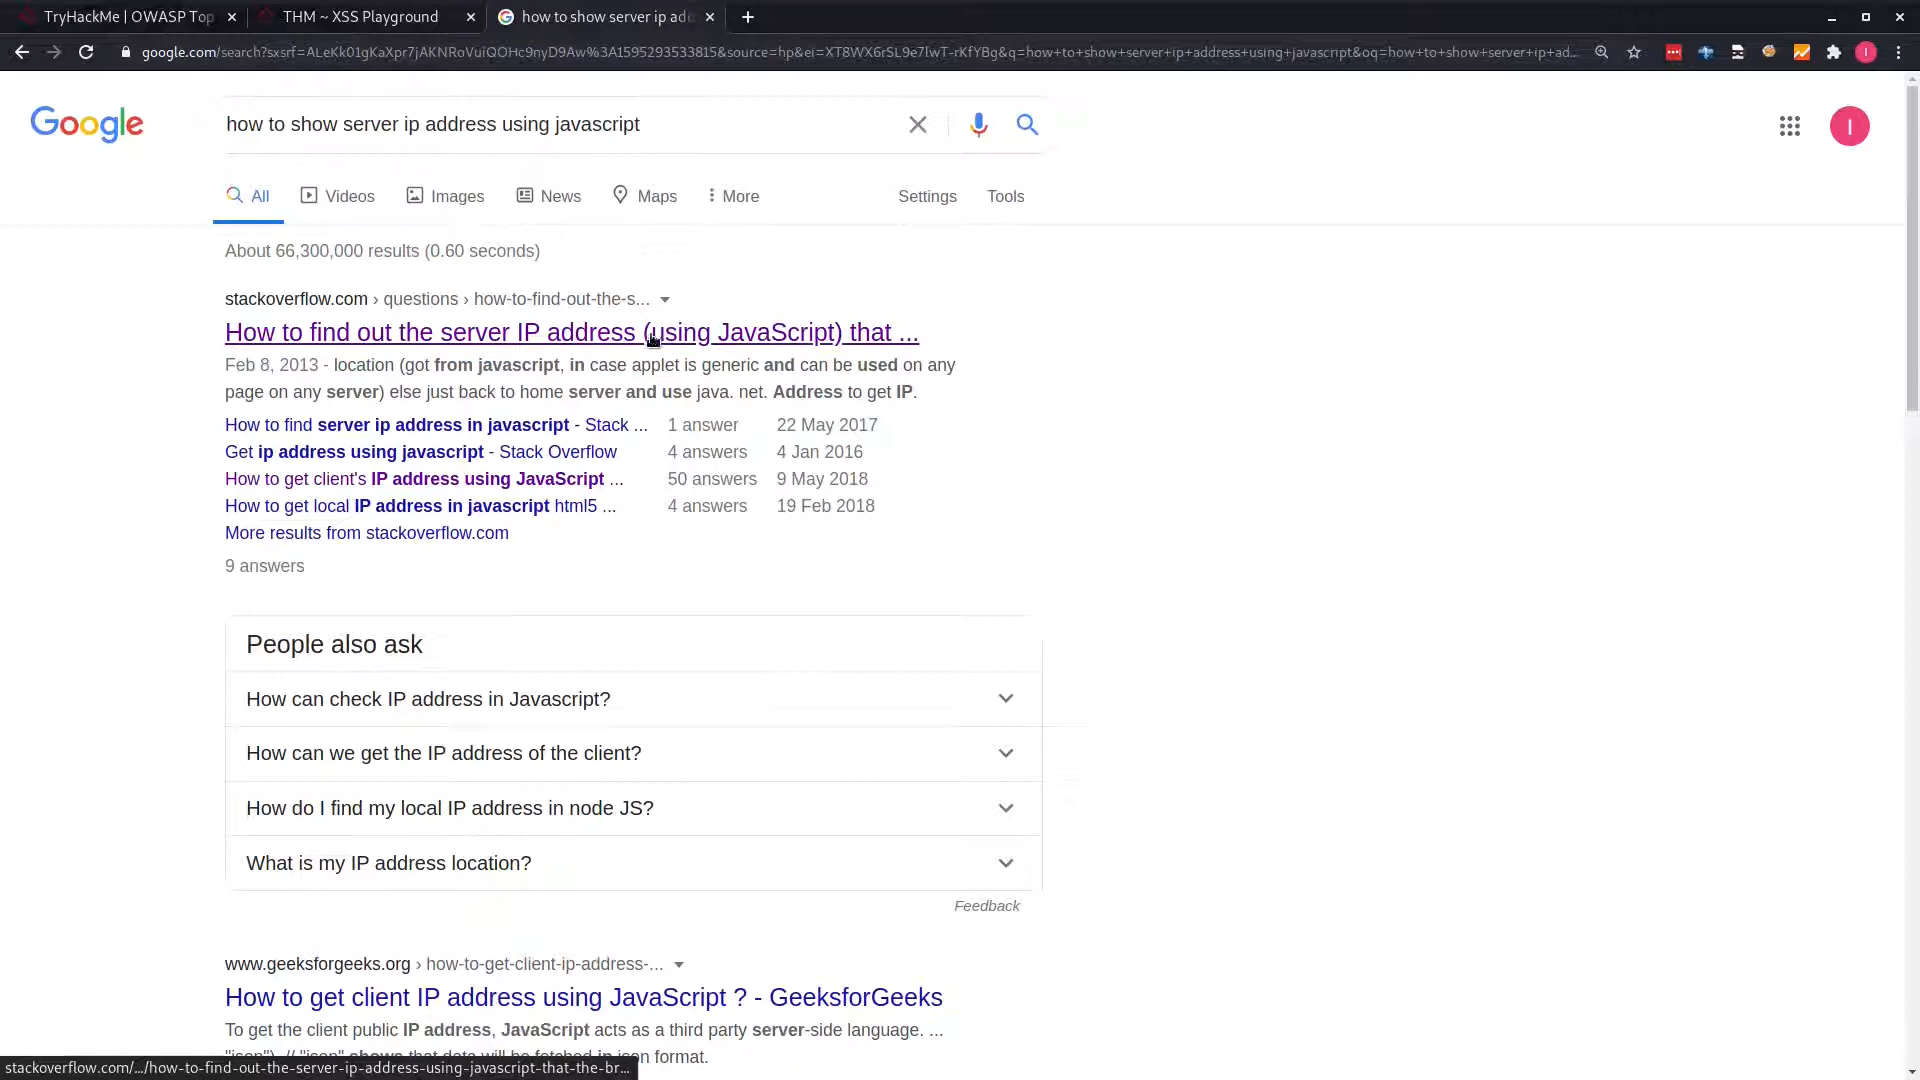 TryHackMe | OWASP Top
THM ~ XSS Playground
how to show server ip add
google.com/search?sxsrf=ALeKk01gKaXpr7jAKNRoVuiQOHc9nyD9Aw%3A1595293533815&source=hp&ei=XT8WX6rSL9e7lwT-rKfYBg&q=how+to+show+server+ip+address+using+javascript&oq=how+to+show+server+ip+ad...
Google
how to show server ip address using javascript
I
All
Videos
Images
News
Maps
More
Settings
Tools
About 66,300,000 results (0.60 seconds)
stackoverflow.com › questions › how-to-find-out-the-s...
How to find out the server IP address (using JavaScript) that ...
Feb 8, 2013 - location (got from javascript, in case applet is generic and can be used on any
page on any server) else just back to home server and use java. net. Address to get IP.
How to find server ip address in javascript - Stack ... 1 answer 22 May 2017
Get ip address using javascript - Stack Overflow 4 answers 4 Jan 2016
How to get client's IP address using JavaScript ... 50 answers 9 May 2018
How to get local IP address in javascript html5 ... 4 answers 19 Feb 2018
More results from stackoverflow.com
9 answers
People also ask
How can check IP address in Javascript?
How can we get the IP address of the client?
How do I find my local IP address in node JS?
What is my IP address location?
Feedback
www.geeksforgeeks.org › how-to-get-client-ip-address-...
How to get client IP address using JavaScript ? - GeeksforGeeks
To get the client public IP address, JavaScript acts as a third party server-side language. ...
"json") // "json" shows that data will be fetched in json format.
stackoverflow.com/.../how-to-find-out-the-server-ip-address-using-javascript-that-the-br...